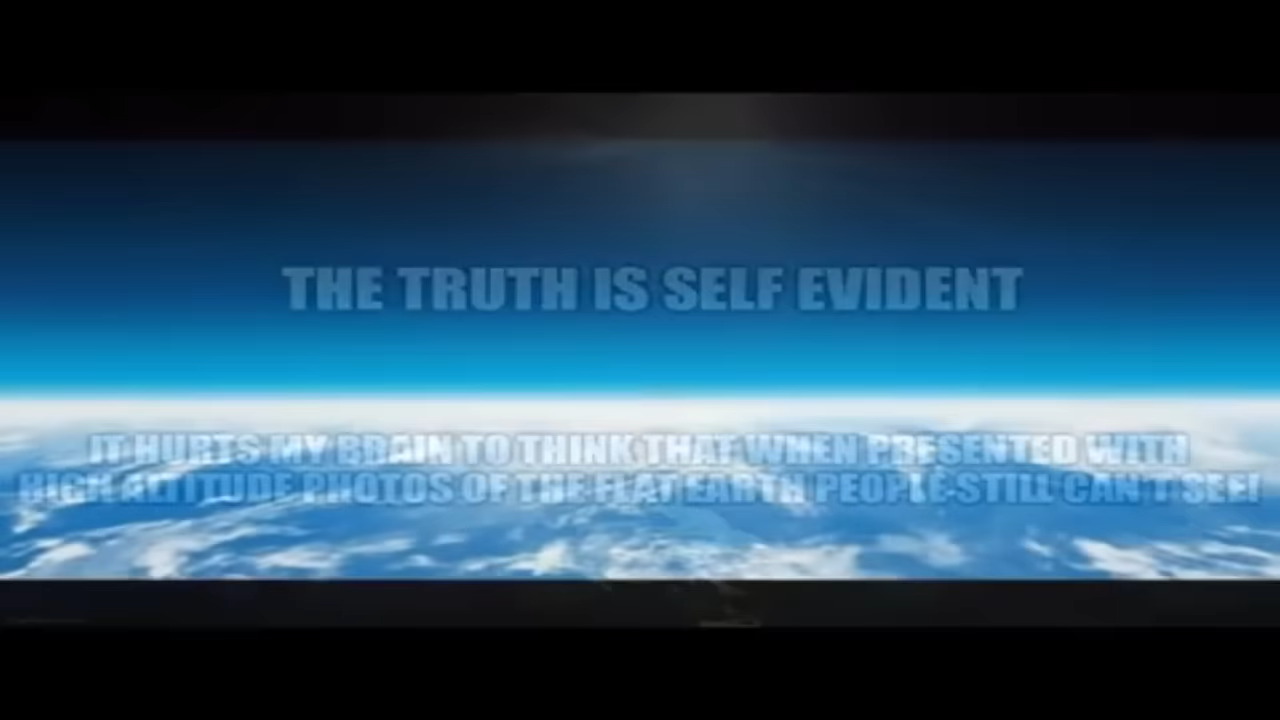 THE TRUTH IS SELF EVIDENT
IT HURTS MY BRAIN TO THINK THAT WHEN PRESENTED WITH
HIGH ALTITUDE PHOTOS OF THE FLAT EARTH PEOPLE STILL CAN'T SEE!